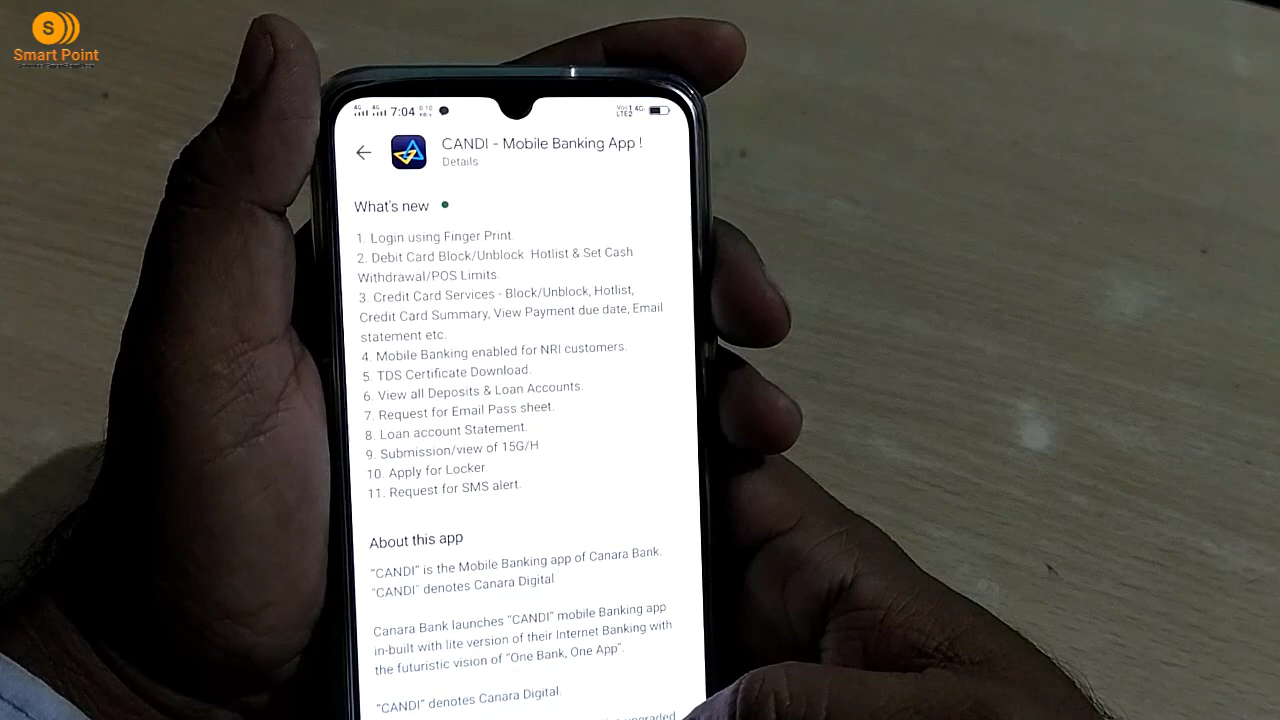 S
Smart Point
7:04
CANDI - Mobile Banking App !
Details
What's new
1. Login using Finger Print.
2. Debit Card Block/Unblock Hotlist & Set Cash
Withdrawal/POS Limits.
3. Credit Card Services - Block/Unblock, Hotlist,
Credit Card Summary, View Payment due date, Email
statement etc.
4. Mobile Banking enabled for NRI customers.
5. TDS Certificate Download.
6. View all Deposits & Loan Accounts.
7. Request for Email Pass sheet.
8. Loan account Statement.
9. Submission/view of 15G/H
10. Apply for Locker.
11. Request for SMS alert.
About this app
“CANDI” is the Mobile Banking app of Canara Bank.
“CANDI” denotes Canara Digital
Canara Bank launches “CANDI” mobile Banking app
in-built with lite version of their Internet Banking with
the futuristic vision of “One Bank, One App”.
“CANDI” denotes Canara Digital.
upgraded